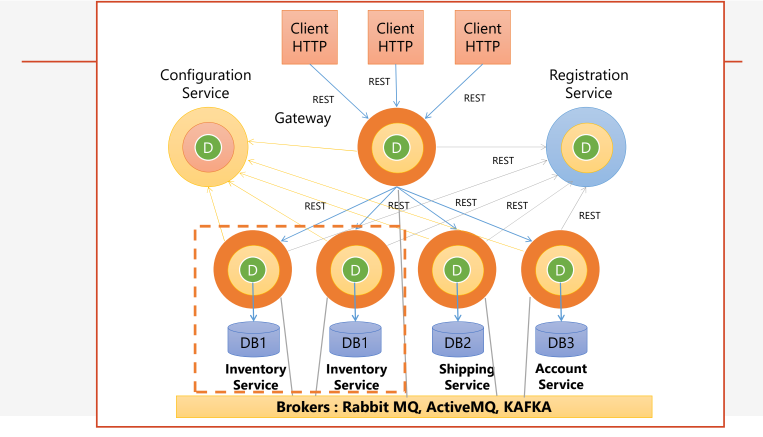 Client
HTTP
Client
HTTP
Client
HTTP
REST
REST
REST
Configuration
Service
Registration
Service
Gateway
D
D
D
REST
REST
REST
REST
REST
REST
D
D
D
D
DB1
DB1
DB2
DB3
Inventory
Service
Inventory
Service
Shipping
Service
Account
Service
Brokers : Rabbit MQ, ActiveMQ, KAFKA